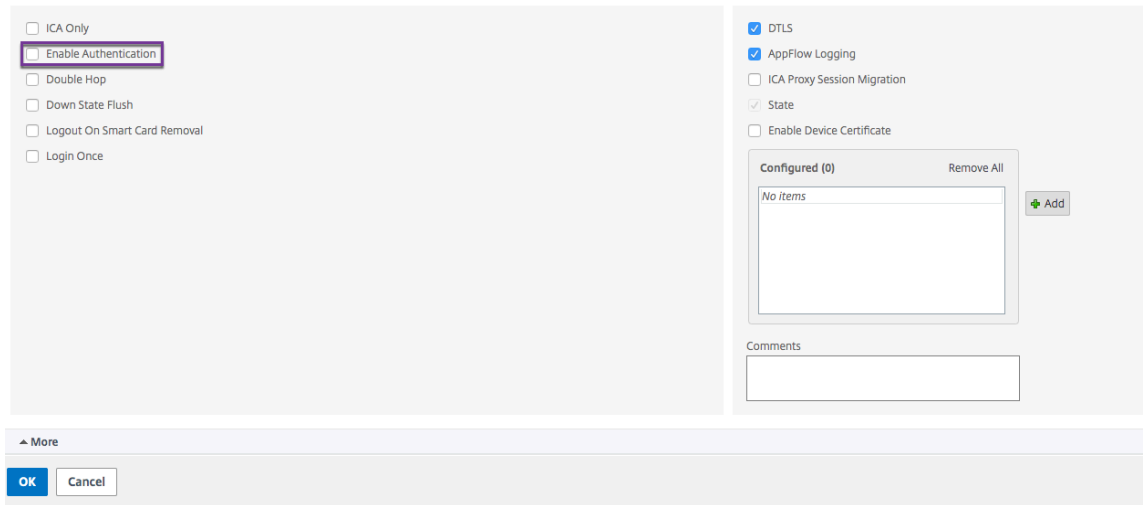 ICA Only
Enable Authentication
Double Hop
Down State Flush
Logout On Smart Card Removal
Login Once
DTLS
AppFlow Logging
ICA Proxy Session Migration
State
Enable Device Certificate
Configured (0) Remove All
No items
Add
Comments
More
OK Cancel